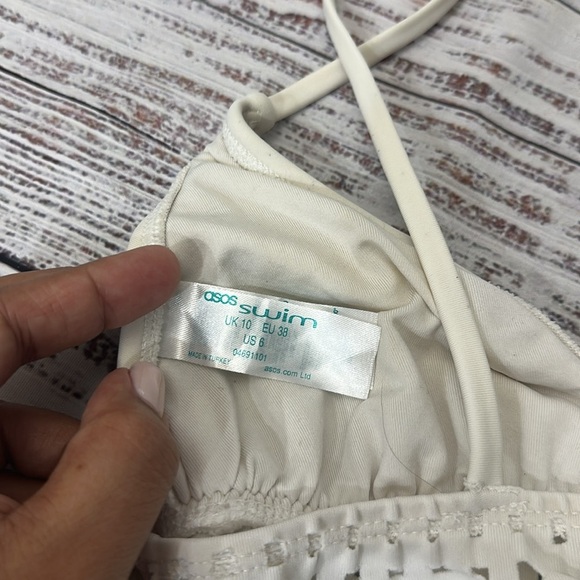 asos swim
UK 10 EU 38
US 6
04691101
MADE IN TURKEY
asos.com Ltd